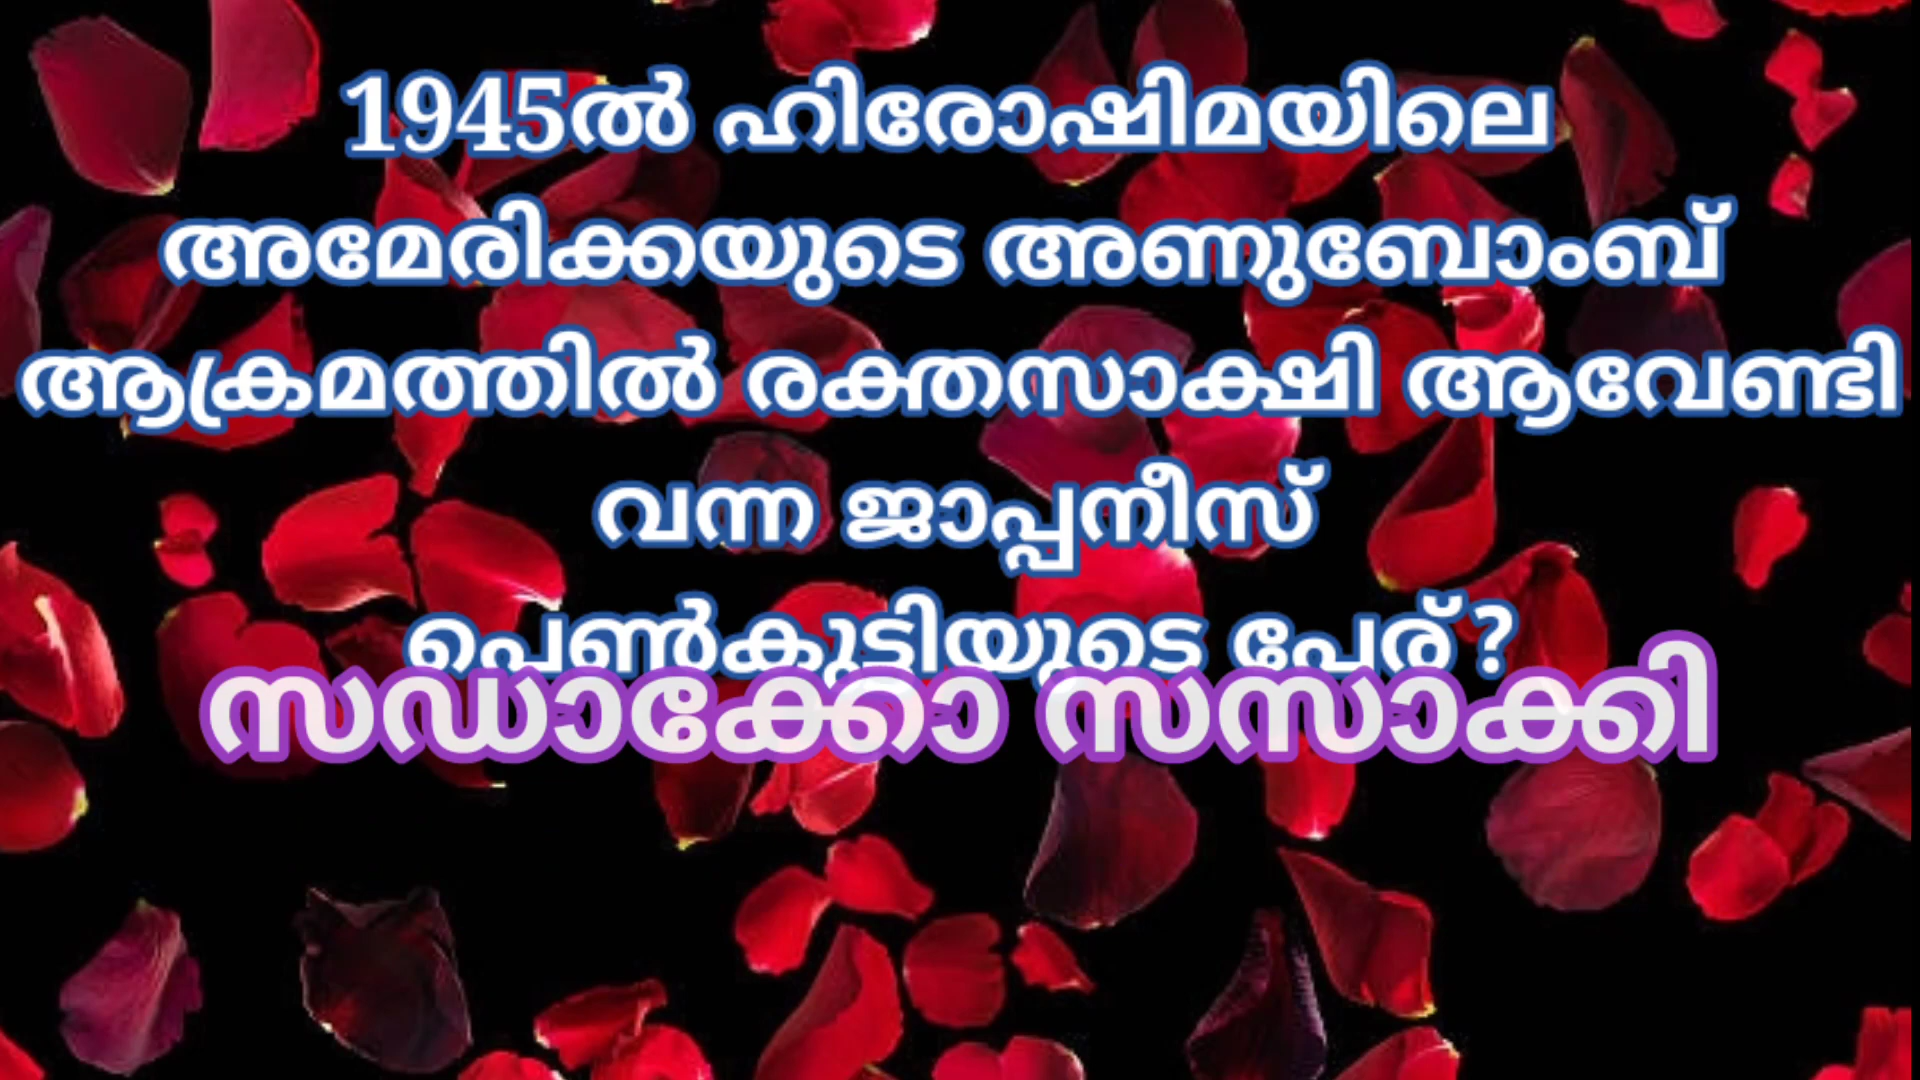 1945ൽ ഹിരോഷിമയിലെ
അമേരിക്കയുടെ അണുബോംബ്
ആക്രമത്തിൽ രക്തസാക്ഷി ആവേണ്ടി
വന്ന ജാപ്പനീസ്
പെൺകുട്ടിയുടെ പേര്?
സഡാക്കോ സസാക്കി